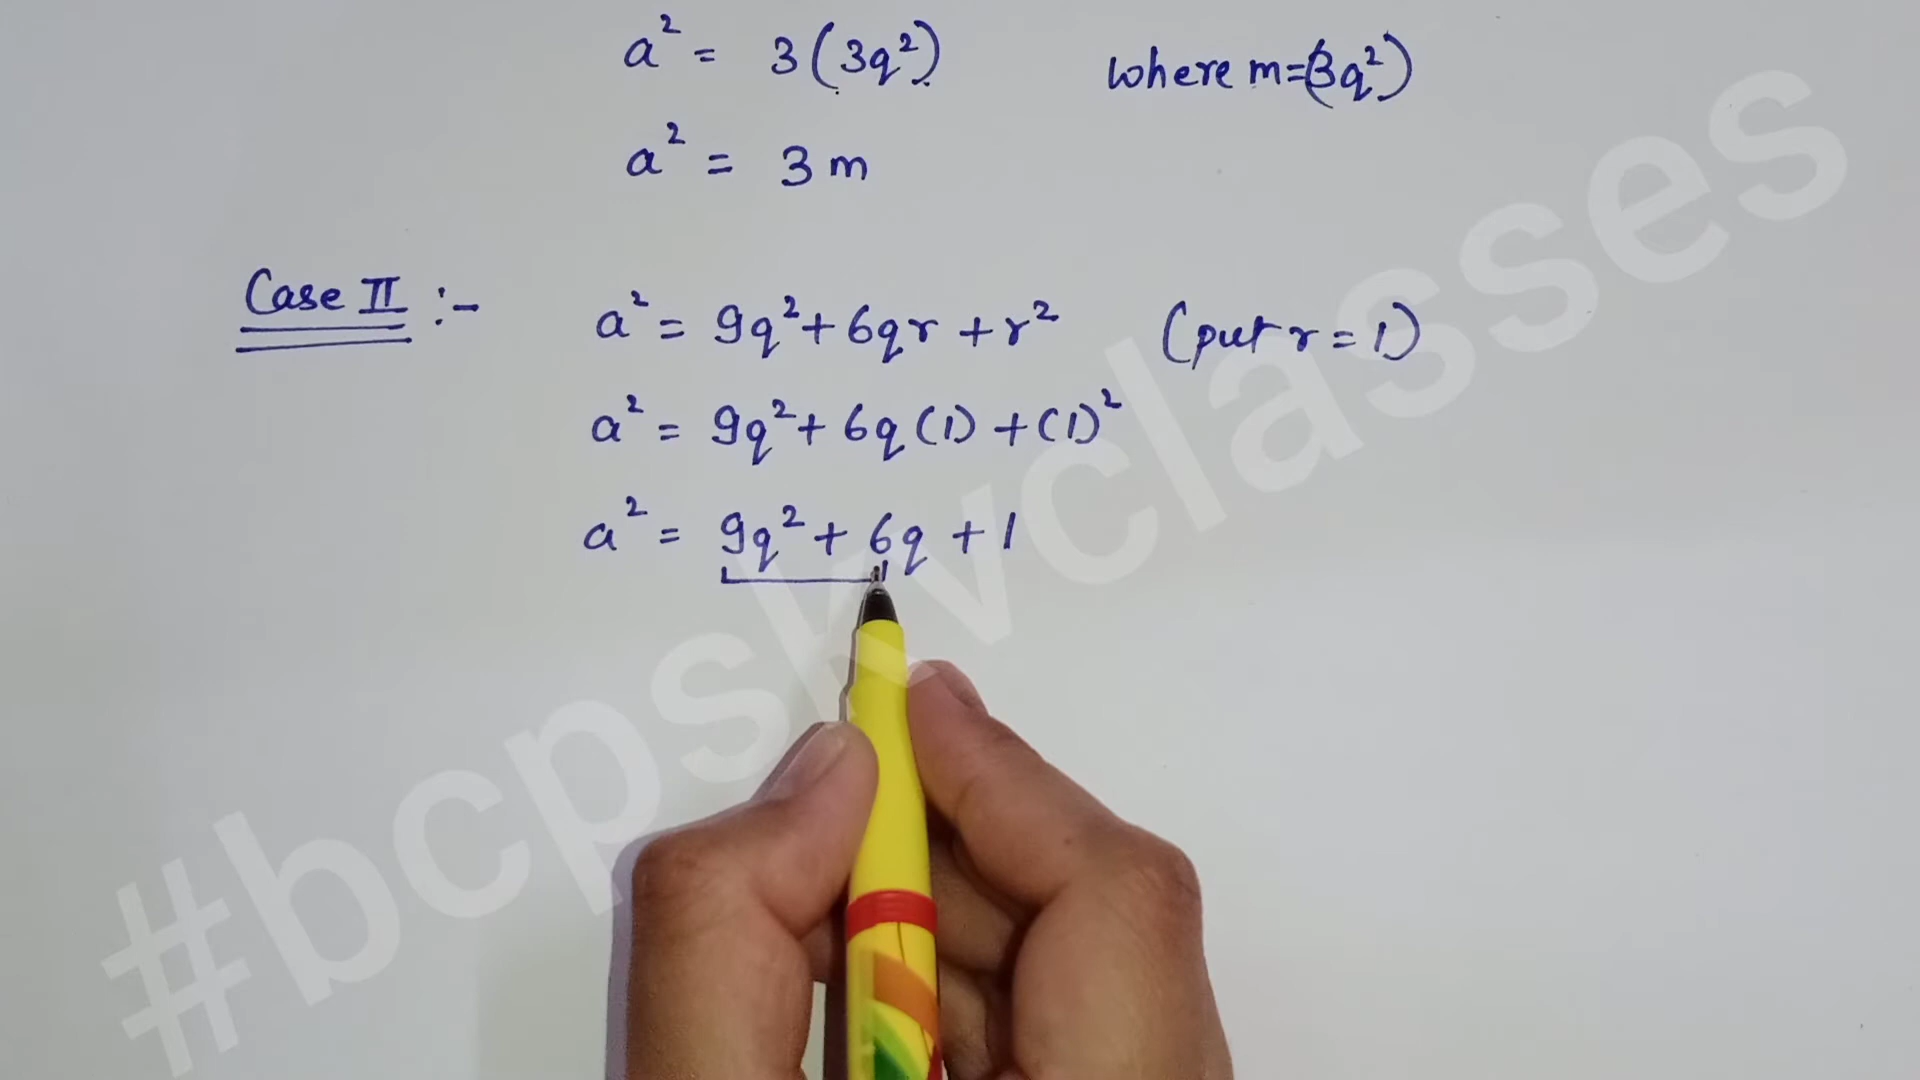 a² = 3(3q²) where m=(3q²)
a² = 3m
Case II :- a² = 9q² + 6qr + r² (put r = 1)
a² = 9q² + 6q (1) + (1)²
a² = 9q² + 6q + 1
#bcpskvclasses